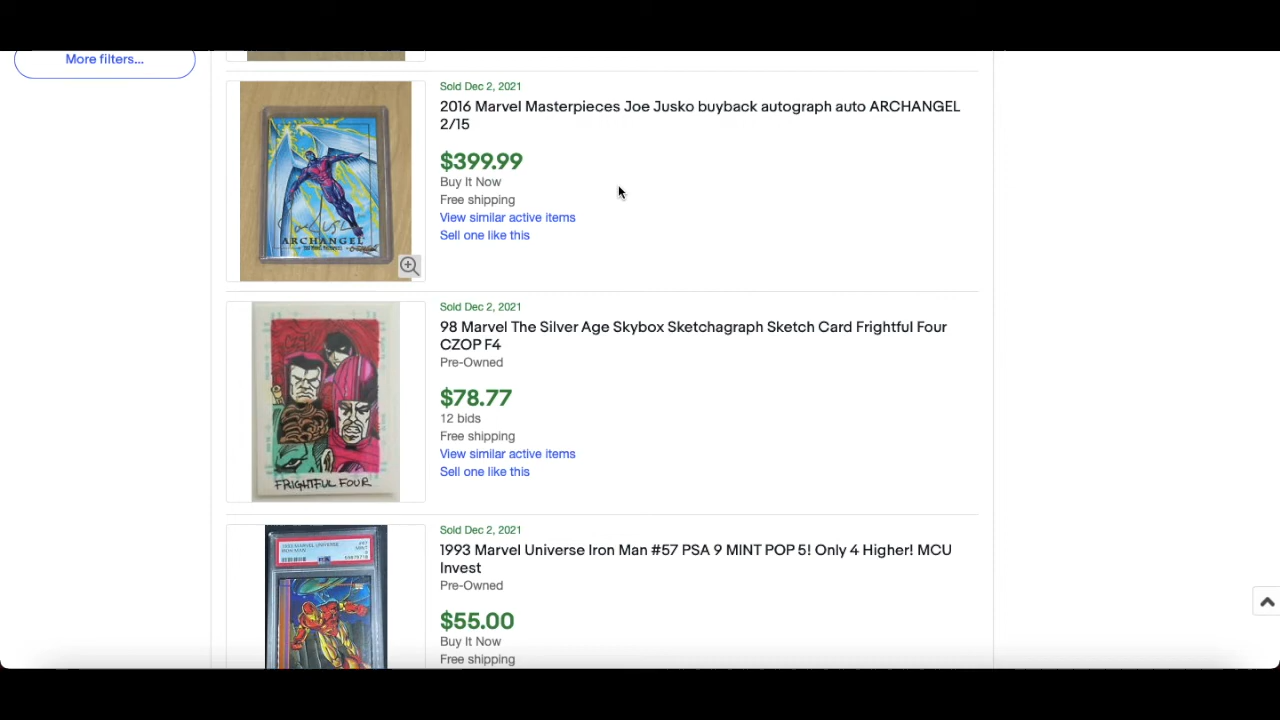 More filters...
Sold Dec 2, 2021
2016 Marvel Masterpieces Joe Jusko buyback autograph auto ARCHANGEL
2/15
$399.99
Buy It Now
Free shipping
View similar active items
Sell one like this
ARCHANGEL
Sold Dec 2, 2021
98 Marvel The Silver Age Skybox Sketchagraph Sketch Card Frightful Four
CZOP F4
Pre-Owned
$78.77
12 bids
Free shipping
View similar active items
Sell one like this
FRIGHTFUL FOUR
Sold Dec 2, 2021
1993 Marvel Universe Iron Man #57 PSA 9 MINT POP 5! Only 4 Higher! MCU
Invest
Pre-Owned
$55.00
Buy It Now
Free shipping
IRON MAN
MINT